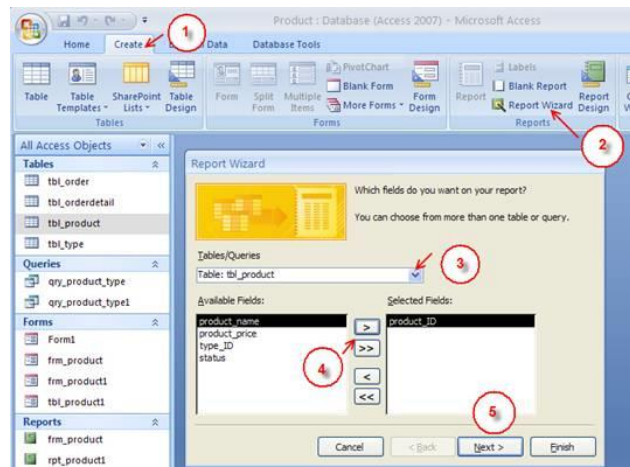 Product : Database (Access 2007) - Microsoft Access
1
Home Create Data Database Tools
Table
Table Templates
SharePoint Lists
Table Design
Tables
Form
Split Form
Multiple Items
PivotChart
Blank Form
More Forms
Form Design
Forms
Report
Labels
Blank Report
Report Wizard
Report Design
Reports
2
All Access Objects
Tables
tbl_order
tbl_orderdetail
tbl_product
tbl_type
Queries
qry_product_type
qry_product_type1
Forms
Form1
frm_product
frm_product1
tbl_product1
Reports
frm_product
rpt_product1
Report Wizard
Which fields do you want on your report?
You can choose from more than one table or query.
Tables/Queries
Table: tbl_product
3
Available Fields:
product_name
product_price
type_ID
status
4
>
>>
<
<<
Selected Fields:
product_ID
5
Cancel < Back Next > Finish